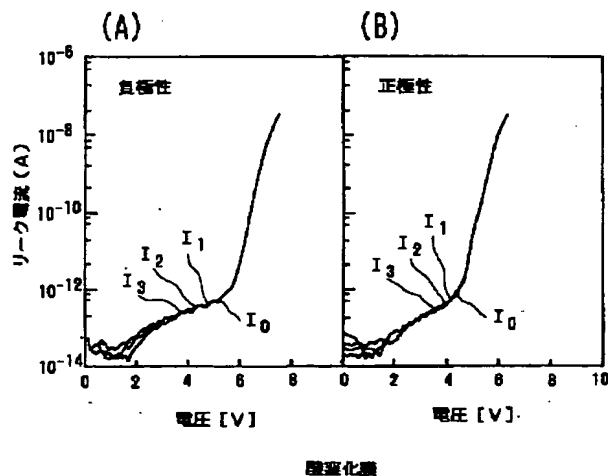 (A)
(B)
負極性
正極性
リーク電流(A)
10-6
10-8
10-10
10-12
10-14
I3
I2
I1
I0
I3
I2
I1
I0
0 2 4 6 8
0 2 4 6 8 10
電圧[V]
電圧[V]
酸窒化膜